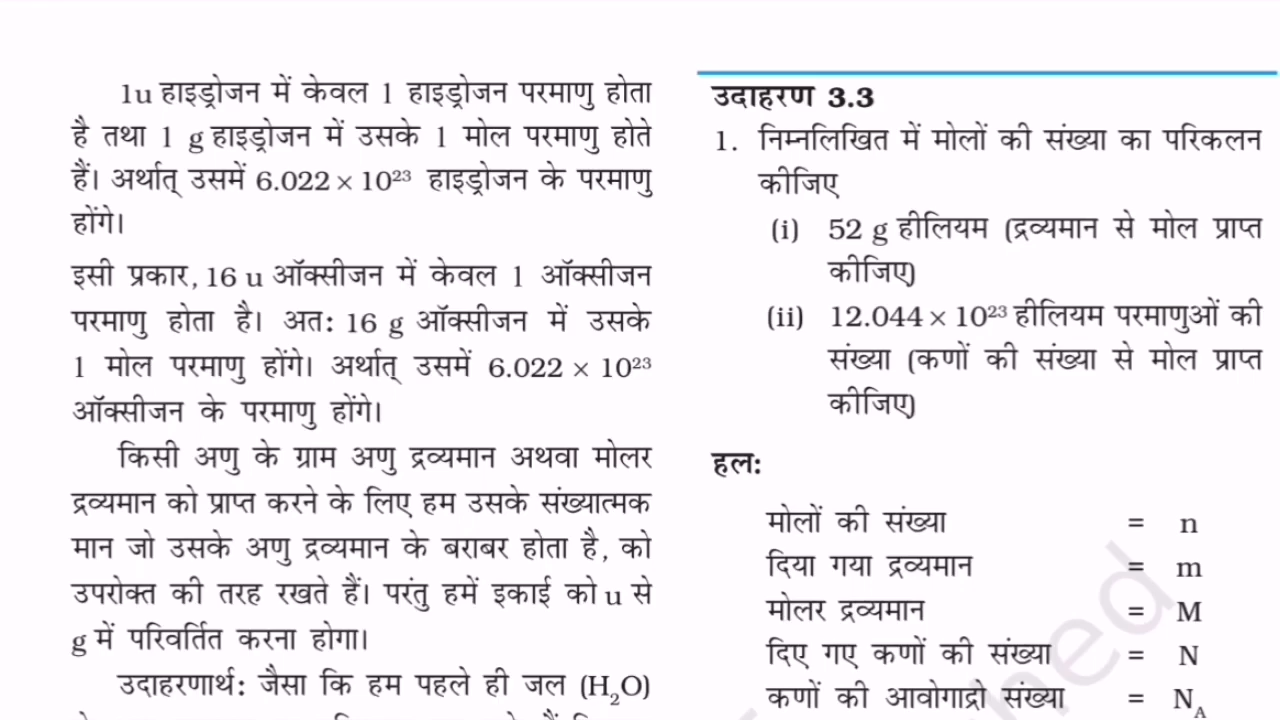 1u हाइड्रोजन में केवल 1 हाइड्रोजन परमाणु होता
है तथा 1 g हाइड्रोजन में उसके 1 मोल परमाणु होते
हैं। अर्थात् उसमें 6.022 × 10²³ हाइड्रोजन के परमाणु
होंगे।
इसी प्रकार, 16 u ऑक्सीजन में केवल 1 ऑक्सीजन
परमाणु होता है। अत: 16 g ऑक्सीजन में उसके
1 मोल परमाणु होंगे। अर्थात् उसमें 6.022 × 10²³
ऑक्सीजन के परमाणु होंगे।
किसी अणु के ग्राम अणु द्रव्यमान अथवा मोलर
द्रव्यमान को प्राप्त करने के लिए हम उसके संख्यात्मक
मान जो उसके अणु द्रव्यमान के बराबर होता है, को
उपरोक्त की तरह रखते हैं। परंतु हमें इकाई को u से
g में परिवर्तित करना होगा।
उदाहरणार्थ: जैसा कि हम पहले ही जल (H₂O)
उदाहरण 3.3
1. निम्नलिखित में मोलों की संख्या का परिकलन
कीजिए
(i) 52 g हीलियम (द्रव्यमान से मोल प्राप्त
कीजिए)
(ii) 12.044 × 10²³ हीलियम परमाणुओं की
संख्या (कणों की संख्या से मोल प्राप्त
कीजिए)
हल:
मोलों की संख्या = n
दिया गया द्रव्यमान = m
मोलर द्रव्यमान = M
दिए गए कणों की संख्या = N
कणों की आवोगाद्रो संख्या = N_A